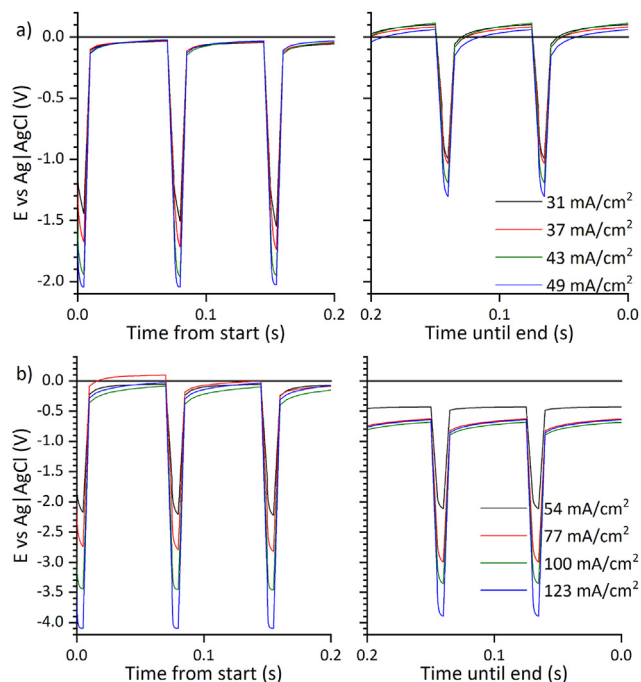 a)
E vs Ag|AgCl (V)
0.0
-0.5
-1.0
-1.5
-2.0
0.0 0.1 0.2
Time from start (s)
31 mA/cm²
37 mA/cm²
43 mA/cm²
49 mA/cm²
0.2 0.1 0.0
Time until end (s)
b)
E vs Ag|AgCl (V)
0.0
-0.5
-1.0
-1.5
-2.0
-2.5
-3.0
-3.5
-4.0
0.0 0.1 0.2
Time from start (s)
54 mA/cm²
77 mA/cm²
100 mA/cm²
123 mA/cm²
0.2 0.1 0.0
Time until end (s)